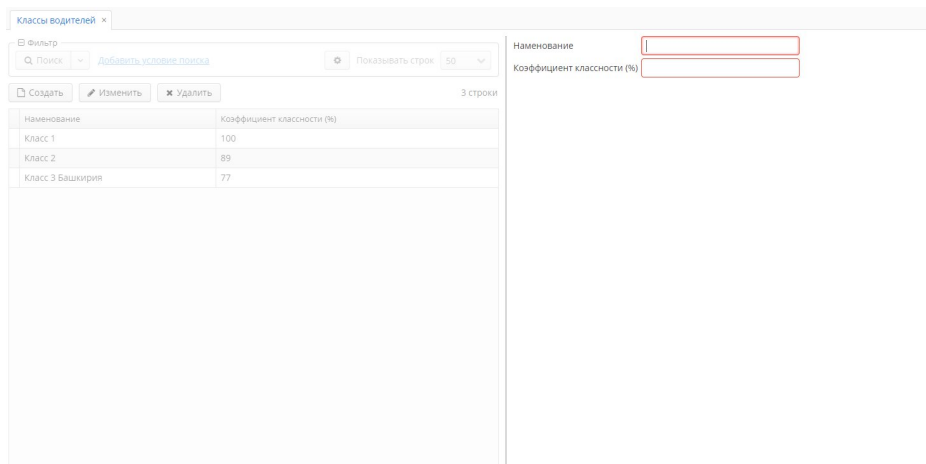 Классы водителей ×
Фильтр
Поиск Добавить условие поиска Показывать строк 50
Создать Изменить Удалить 3 строки
Наменование Коэффициент классности (%)
Класс 1 100
Класс 2 89
Класс 3 Башкирия 77
Наменование
Коэффициент классности (%)